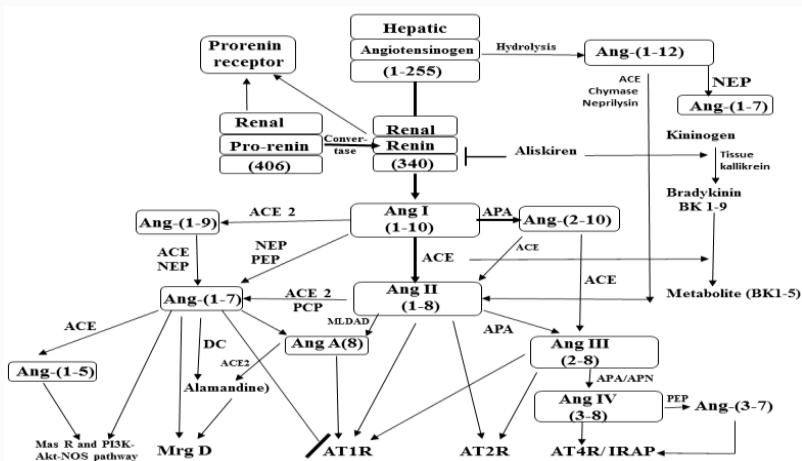 Hepatic
Angiotensinogen
(1-255)
Hydrolysis
Ang-(1-12)
Prorenin
receptor
ACE
Chymase
Neprilysin
NEP
Ang-(1-7)
Renal
Pro-renin
(406)
Conver-
tase
Renal
Renin
(340)
Aliskiren
Kininogen
Tissue
kallikrein
Bradykinin
BK 1-9
Ang-(1-9)
ACE 2
Ang I
(1-10)
APA
Ang-(2-10)
ACE
NEP
NEP
PEP
ACE
ACE
ACE
Metabolite (BK1-5)
Ang-(1-7)
ACE 2
PCP
Ang II
(1-8)
ACE
DC
MLDAD
Ang A(8)
APA
Ang III
(2-8)
Ang-(1-5)
ACE2
Alamandine)
APA/APN
Ang IV
(3-8)
PEP
Ang-(3-7)
Mas R and PI3K-
Akt-NOS pathway
Mrg D
AT1R
AT2R
AT4R/ IRAP